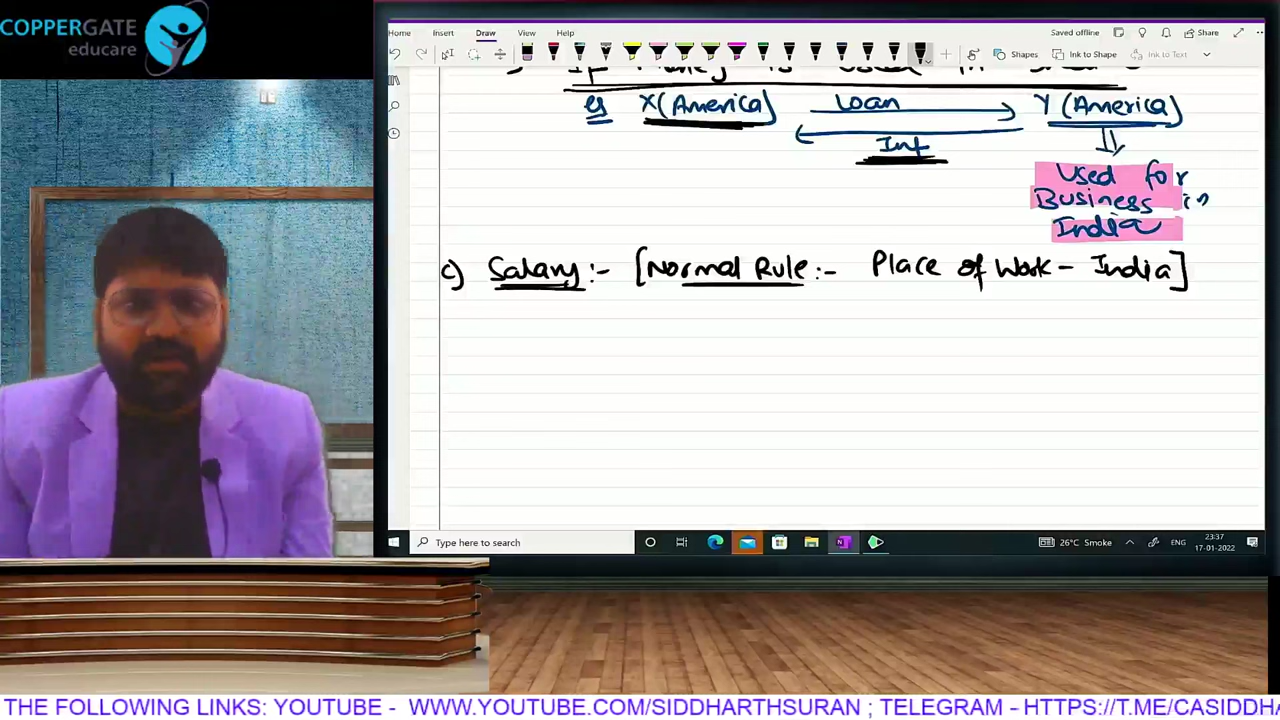 COPPERGATE
educare
Home Insert Draw View Help
Saved offline
Share
Shapes
Ink to Shape
Ink to Text
eg X (America) Loan Y (America)
Int
Used for
Business in
India
c) Salary :- [Normal Rule :- Place of Work - India]
Type here to search
26°C Smoke
ENG
23:37
17-01-2022
THE FOLLOWING LINKS: YOUTUBE - WWW.YOUTUBE.COM/SIDDHARTHSURAN ; TELEGRAM - HTTPS://T.ME/CASIDDHA